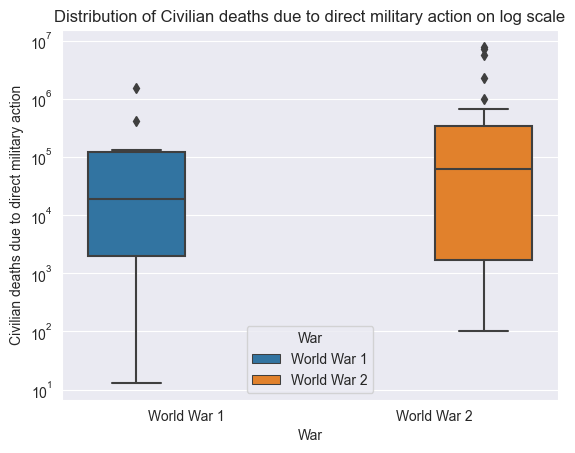 Distribution of Civilian deaths due to direct military action on log scale
Civilian deaths due to direct military action
10^7
10^6
10^5
10^4
10^3
10^2
10^1
War
World War 1
World War 2
World War 1
World War 2
War